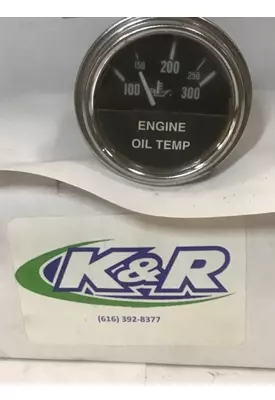 200
150 250
100 300
ENGINE
OIL TEMP
K&R
(616) 392-8377